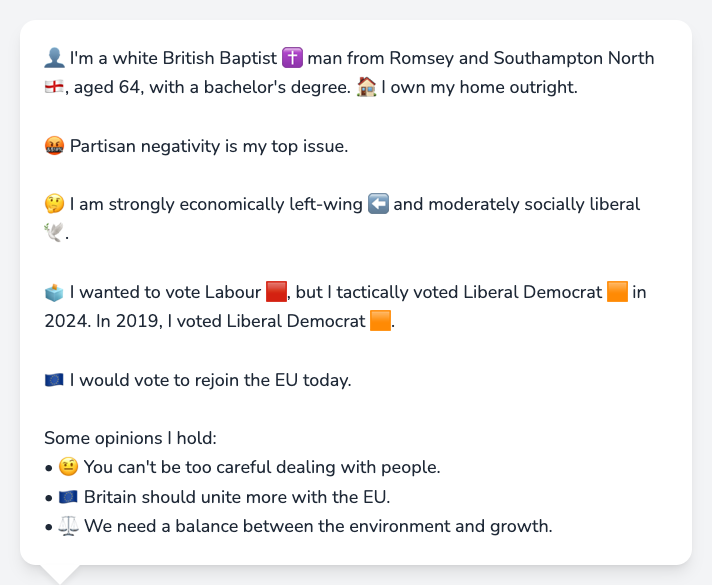 👤 I'm a white British Baptist ✝️ man from Romsey and Southampton North
🏴󠁧󠁢󠁥󠁮󠁧󠁿, aged 64, with a bachelor's degree. 🏠 I own my home outright.
🤬 Partisan negativity is my top issue.
🤔 I am strongly economically left-wing ⬅️ and moderately socially liberal
🕊️.
🗳️ I wanted to vote Labour 🟥, but I tactically voted Liberal Democrat 🟧 in
2024. In 2019, I voted Liberal Democrat 🟧.
🇪🇺 I would vote to rejoin the EU today.
Some opinions I hold:
• 🤨 You can't be too careful dealing with people.
• 🇪🇺 Britain should unite more with the EU.
• ⚖️ We need a balance between the environment and growth.